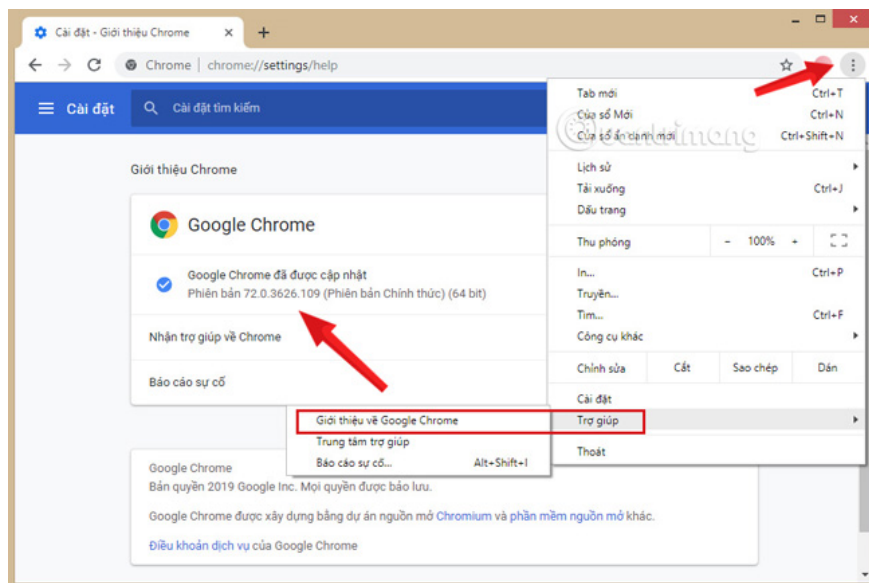 Cài đặt - Giới thiệu Chrome
Chrome | chrome://settings/help
Cài đặt
Cài đặt tìm kiếm
Giới thiệu Chrome
Google Chrome
Google Chrome đã được cập nhật
Phiên bản 72.0.3626.109 (Phiên bản Chính thức) (64 bit)
Nhận trợ giúp về Chrome
Báo cáo sự cố
Tab mới Ctrl+T
Cửa sổ Mới Ctrl+N
Cửa sổ ẩn danh mới Ctrl+Shift+N
Lịch sử
Tải xuống Ctrl+J
Dấu trang
Thu phóng - 100% +
In... Ctrl+P
Truyền...
Tìm... Ctrl+F
Công cụ khác
Chỉnh sửa Cắt Sao chép Dán
Cài đặt
Trợ giúp
Thoát
Giới thiệu về Google Chrome
Trung tâm trợ giúp
Báo cáo sự cố... Alt+Shift+I
Google Chrome
Bản quyền 2019 Google Inc. Mọi quyền được bảo lưu.
Google Chrome được xây dựng bằng dự án nguồn mở Chromium và phần mềm nguồn mở khác.
Điều khoản dịch vụ của Google Chrome
quantrimang